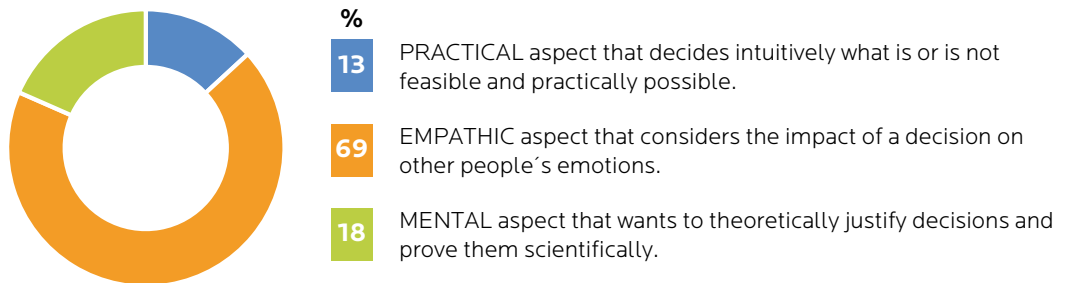 %
13 PRACTICAL aspect that decides intuitively what is or is not
feasible and practically possible.
69 EMPATHIC aspect that considers the impact of a decision on
other people´s emotions.
18 MENTAL aspect that wants to theoretically justify decisions and
prove them scientifically.